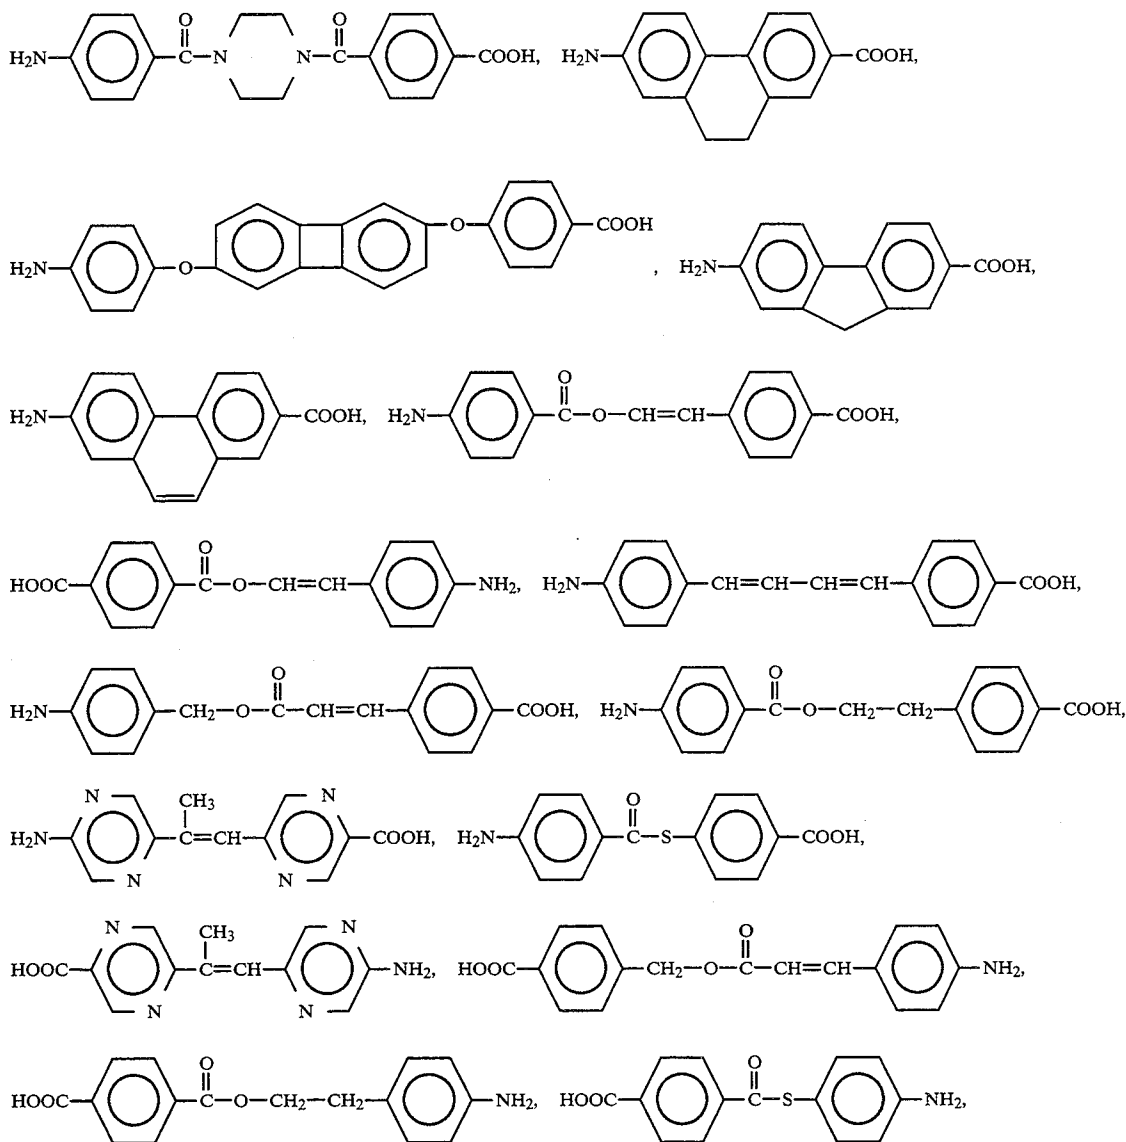 O O
H2N C N N C COOH, H2N COOH,
O COOH
H2N O , H2N COOH,
O
H2N COOH, H2N C O CH CH COOH,
O
HOOC C O CH CH NH2, H2N CH CH CH CH COOH,
O O
H2N CH2 O C CH CH COOH, H2N C O CH2 CH2 COOH,
N CH3 N O
H2N C CH COOH, H2N C S COOH,
N N
N CH3 N O
HOOC C CH NH2, HOOC CH2 O C CH CH NH2,
N N
O O
HOOC C O CH2 CH2 NH2, HOOC C S NH2,